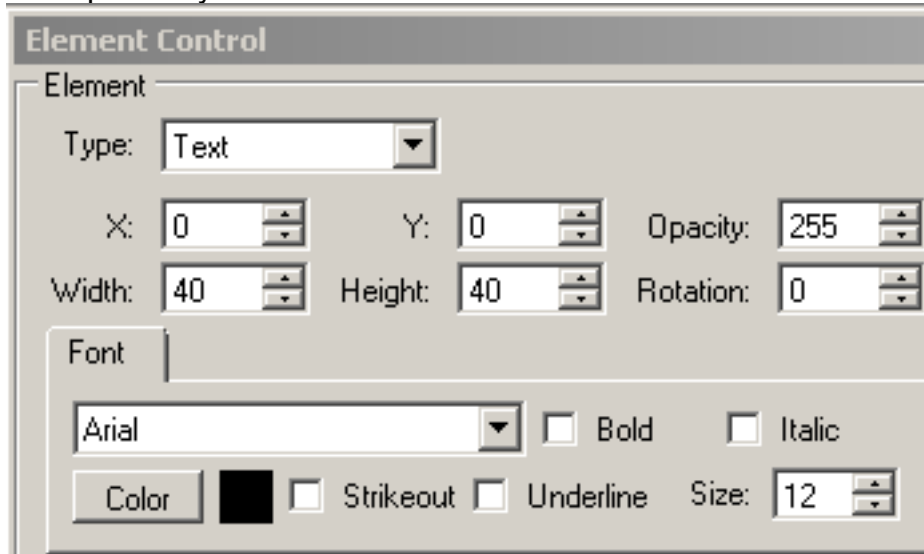 Element Control
Element
Type: Text
X: 0 Y: 0 Opacity: 255
Width: 40 Height: 40 Rotation: 0
Font
Arial Bold Italic
Color Strikeout Underline Size: 12